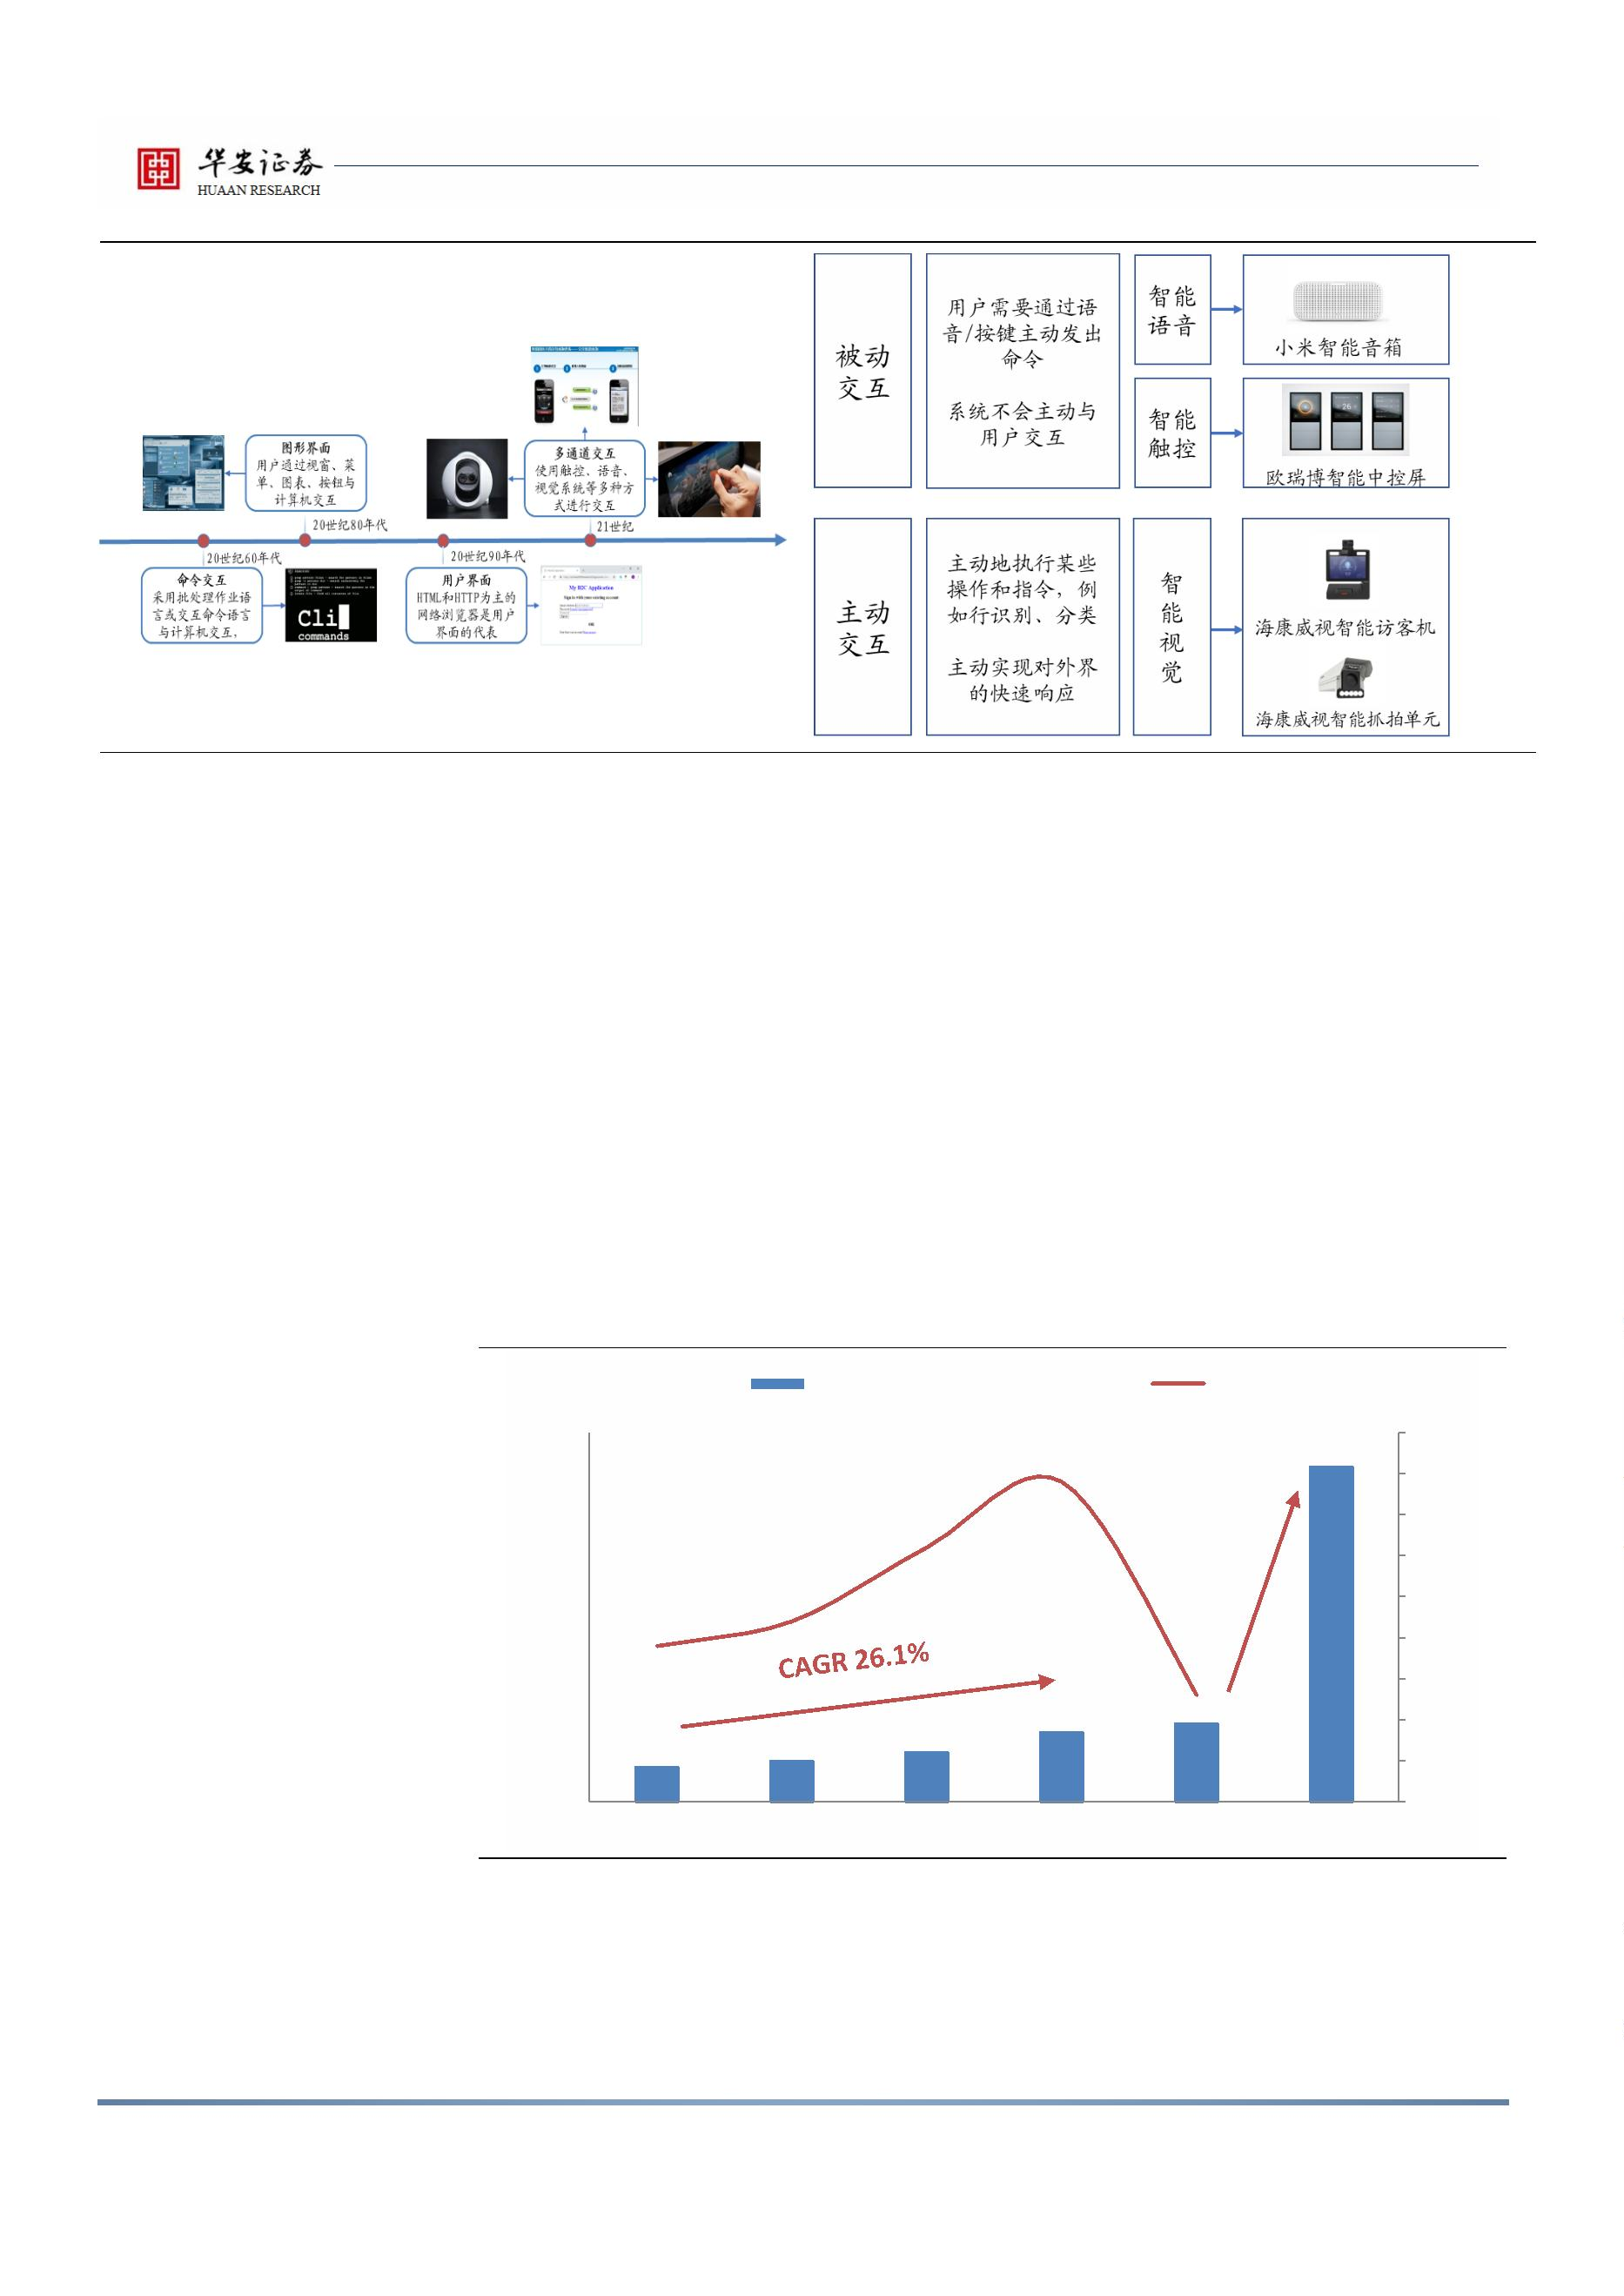 华安证券
HUAAN RESEARCH
图形界面
用户通过视窗、菜
单、图表、按钮与
计算机交互
20世纪80年代
多通道交互
使用触控、语音、
视觉系统等多种方
式进行交互
21世纪
20世纪60年代
命令交互
采用批处理作业语
言或交互命令语言
与计算机交互,
Cli
commands
20世纪90年代
用户界面
HTML和HTTP为主的
网络浏览器是用户
界面的代表
My B2C Application
OR
被动
交互
用户需要通过语
音/按键主动发出
命令
系统不会主动与
用户交互
智能
语音
小米智能音箱
智能
触控
26
欧瑞博智能中控屏
主动
交互
主动地执行某些
操作和指令，例
如行识别、分类
主动实现对外界
的快速响应
智
能
视
觉
海康威视智能访客机
海康威视智能抓拍单元
CAGR 26.1%